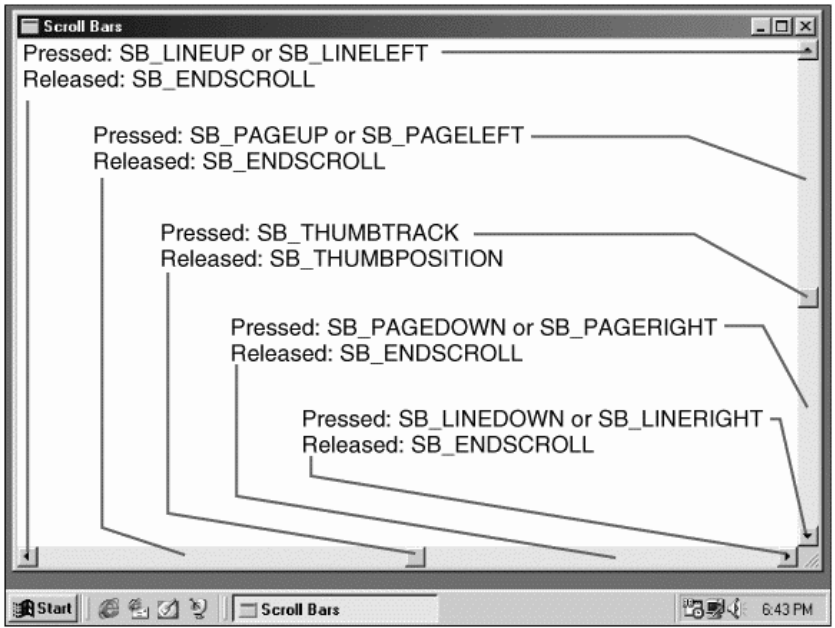 Scroll Bars
Pressed: SB_LINEUP or SB_LINELEFT
Released: SB_ENDSCROLL
Pressed: SB_PAGEUP or SB_PAGELEFT
Released: SB_ENDSCROLL
Pressed: SB_THUMBTRACK
Released: SB_THUMBPOSITION
Pressed: SB_PAGEDOWN or SB_PAGERIGHT
Released: SB_ENDSCROLL
Pressed: SB_LINEDOWN or SB_LINERIGHT
Released: SB_ENDSCROLL
Start Scroll Bars 6:43 PM